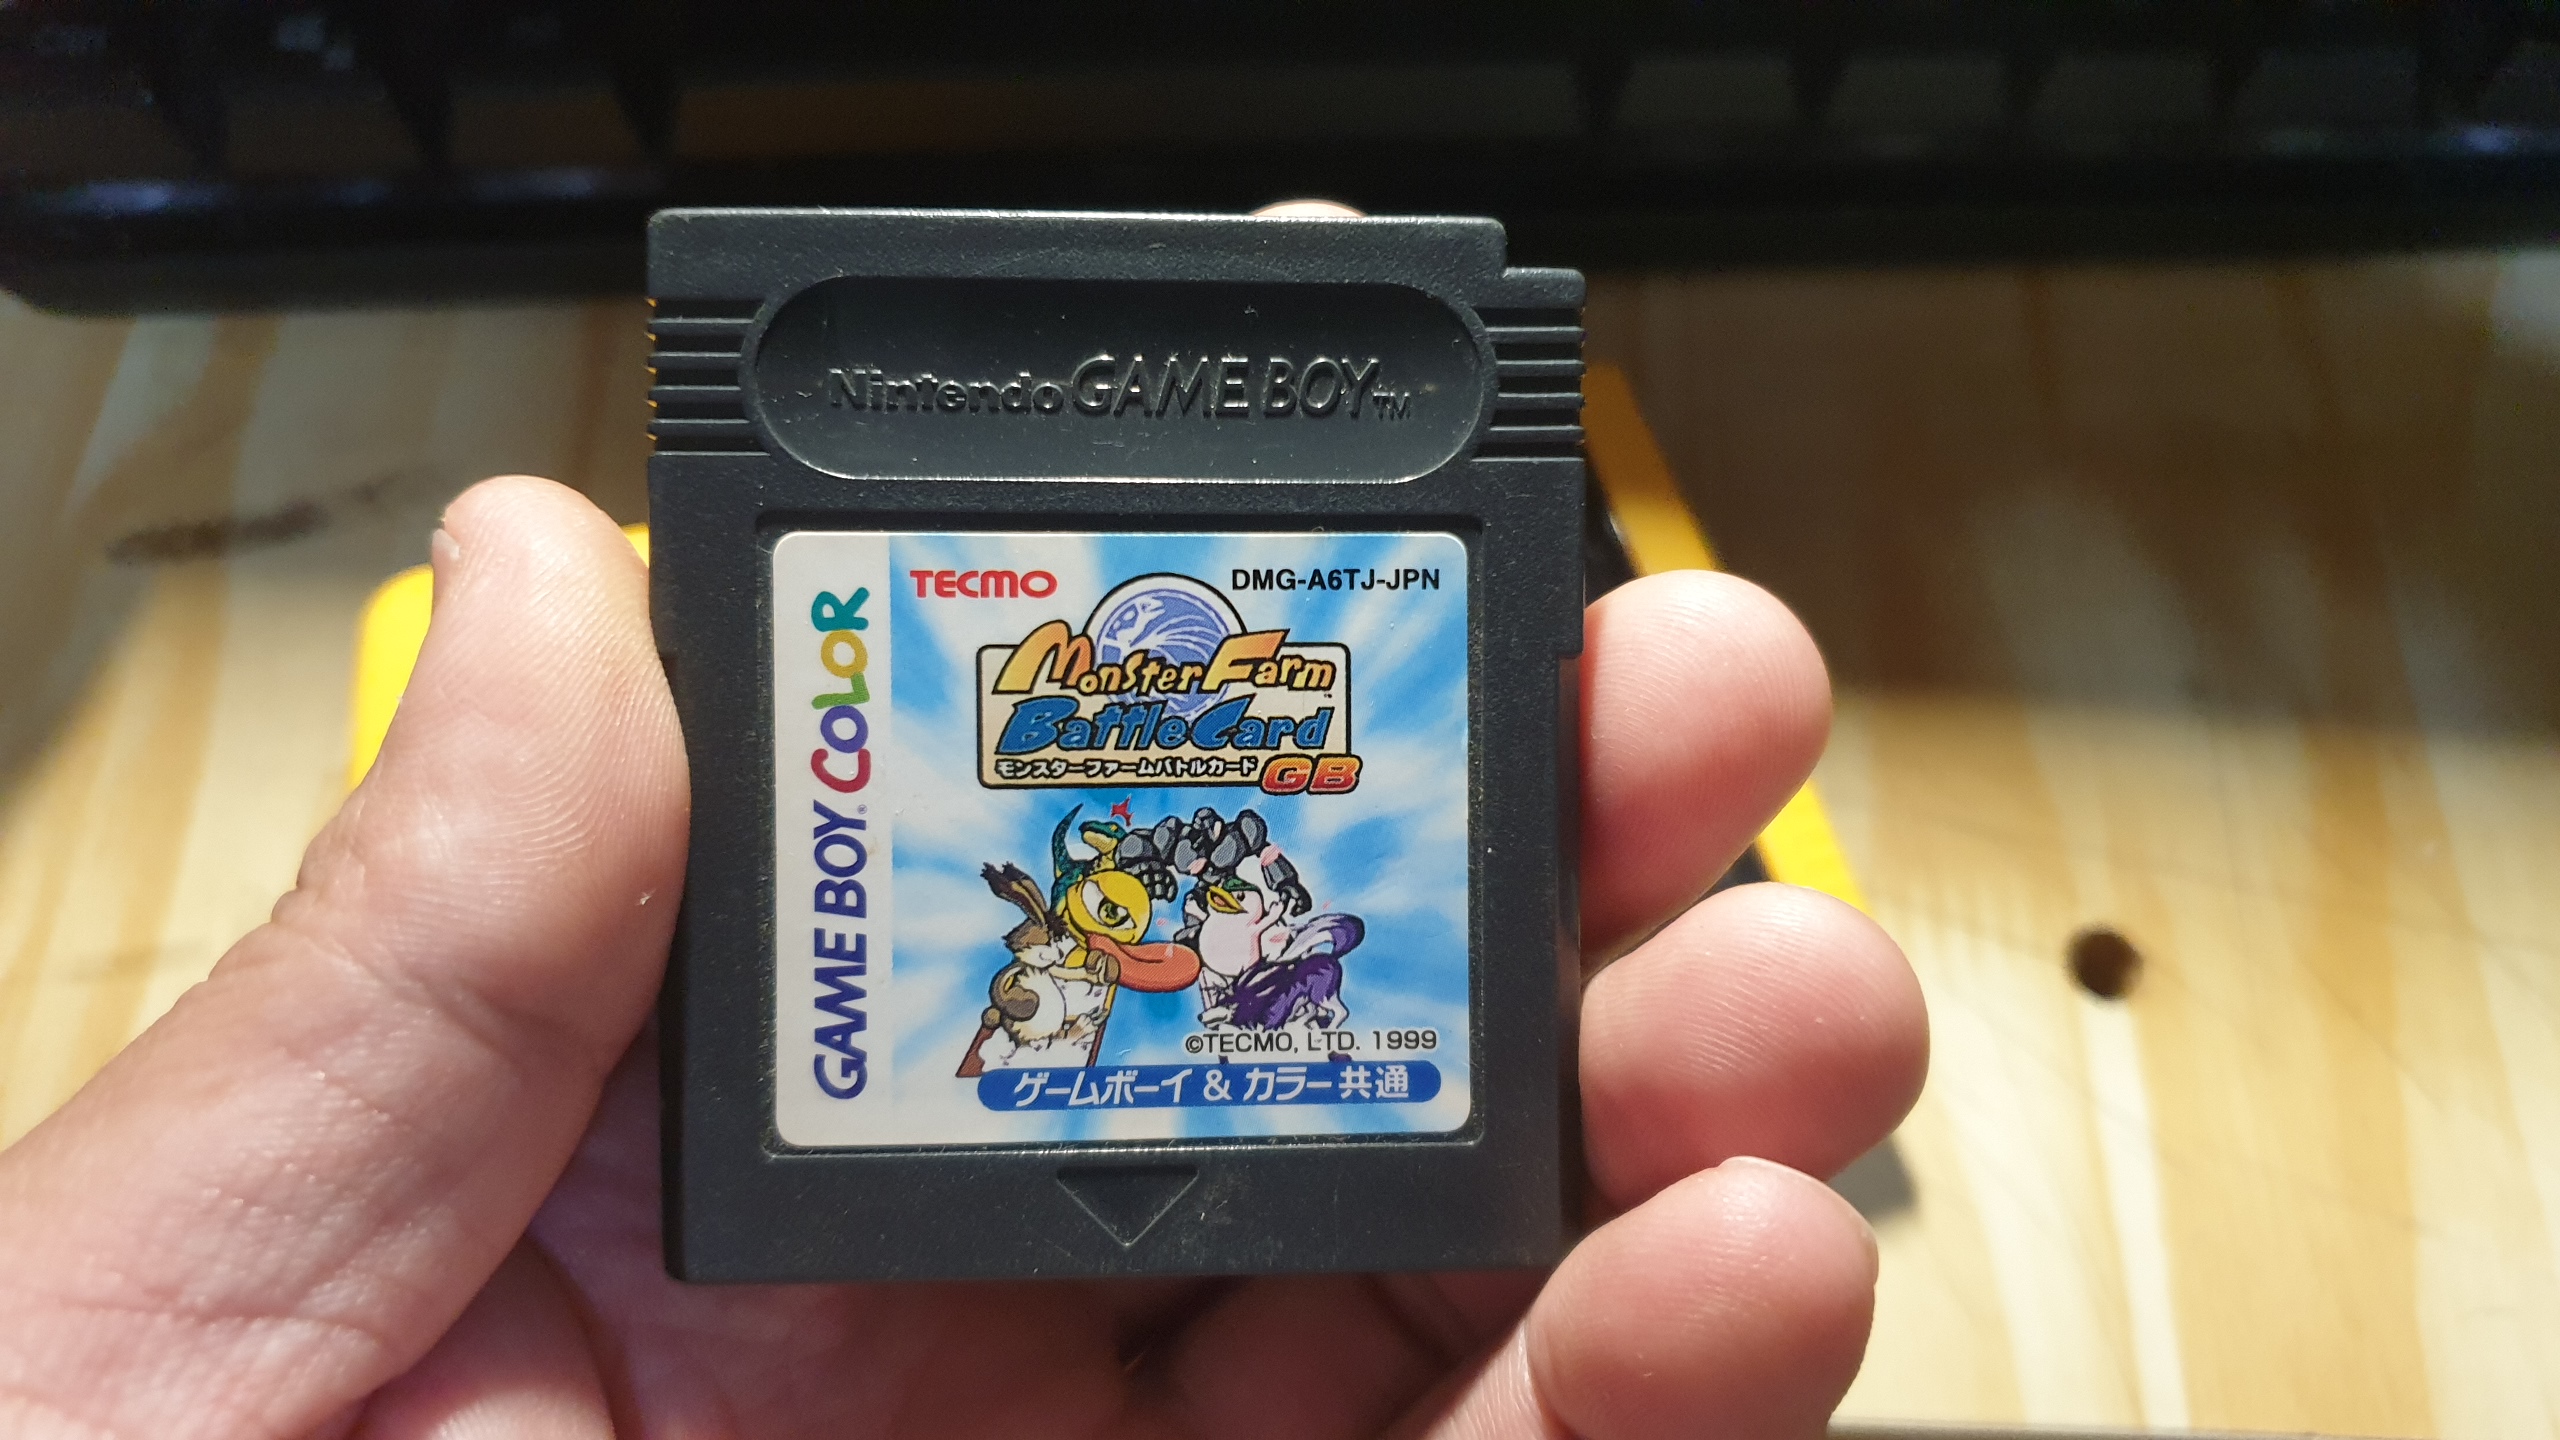 Nintendo GAME BOY™
GAME BOY® COLOR
TECMO
DMG-A6TJ-JPN
Monster Farm™
Battle Card
モンスターファームバトルカード GB
©TECMO, LTD. 1999
ゲームボーイ & カラー共通